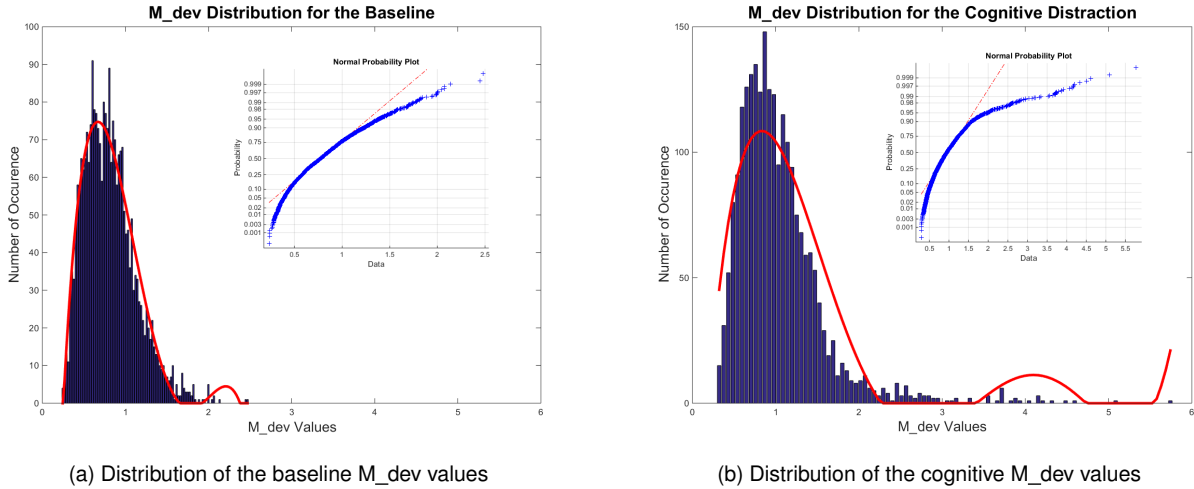 M_dev Distribution for the Baseline
100
90
80
70
60
50
40
30
20
10
0
Number of Occurence
0 1 2 3 4 5 6
M_dev Values
Normal Probability Plot
0.999
0.99
0.98
0.95
0.90
0.75
0.50
0.25
0.10
0.05
0.02
0.01
0.003
0.001
Probability
0.5 1 1.5 2 2.5
Data
(a) Distribution of the baseline M_dev values
M_dev Distribution for the Cognitive Distraction
150
100
50
0
Number of Occurence
0 1 2 3 4 5 6
M_dev Values
Normal Probability Plot
0.999
0.99
0.98
0.95
0.90
0.75
0.50
0.25
0.10
0.05
0.02
0.01
0.003
0.001
Probability
0.5 1 1.5 2 2.5 3 3.5 4 4.5 5 5.5
Data
(b) Distribution of the cognitive M_dev values